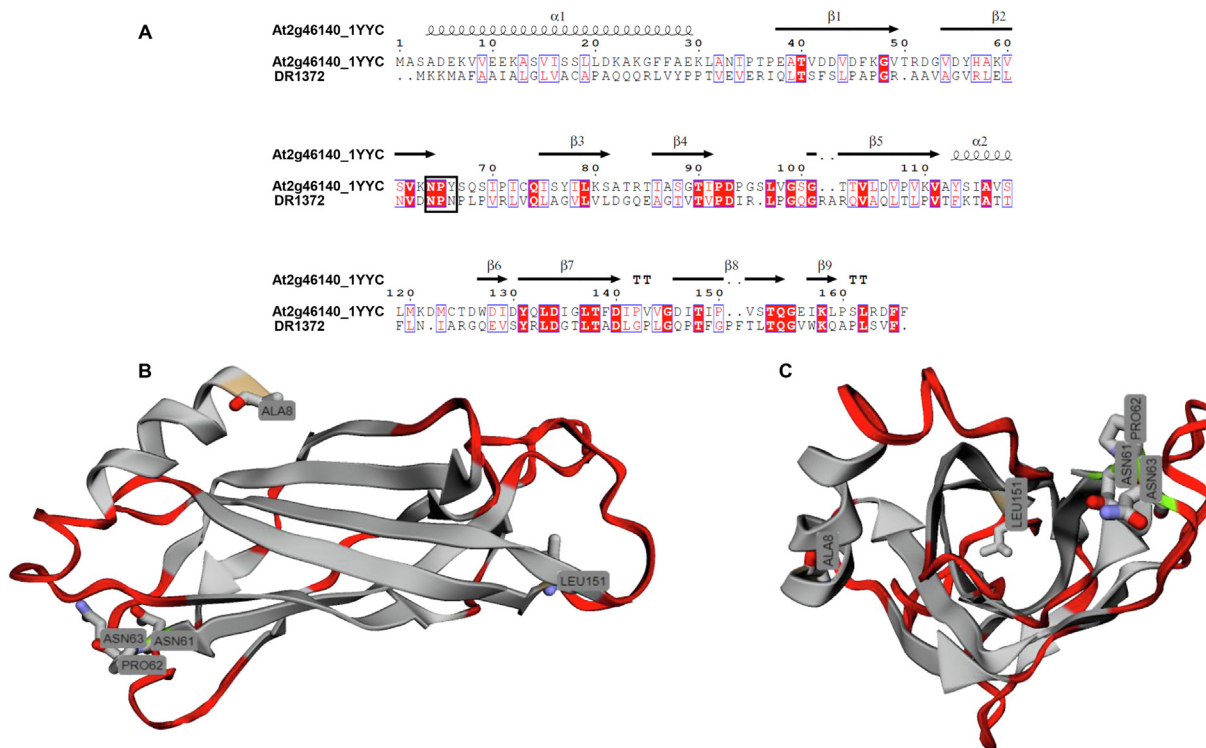 A
α1 β1 β2
At2g46140_1YYC
1 10 20 30 40 50 60
At2g46140_1YYC MASADEKVVEEKASVISSLLDKAKGFFAEKLANIPTPEATVDDVDFKGVTRDGVDYHAKV
DR1372 ..MKKMAFAAIALGLVACAPAQQQRLVYPPTVEVERIQLTSFSLPAPGR.AAVAGVRLEL
β3 β4 β5 α2
At2g46140_1YYC
70 80 90 100 110
At2g46140_1YYC SVKNPYSQSIPICQISYILKSATRTIASGTIPDPGSLVGSG..TTVLDVPVKVAYSIAVS
DR1372 NVDNPNPLPVRLVQLAGVLVLDGQEAGTVTVPDIR.LPGQGRARQVAQLTLPVTFKTATT
β6 β7 TT β8 β9 TT
At2g46140_1YYC
120 130 140 150 160
At2g46140_1YYC LMKDMCTDWDIDYQLDIGLTFDIPVVGDITIP..VSTQGEIKLPSLRDFF
DR1372 FLN.IARGQEVSYRLDGTLTADLGPLGQPTFGPFTLTQGVWKQAPLSVF.
B
ALA8
LEU151
ASN63 ASN61
PRO62
C
PRO62
ASN61
ASN63
LEU151
ALA8